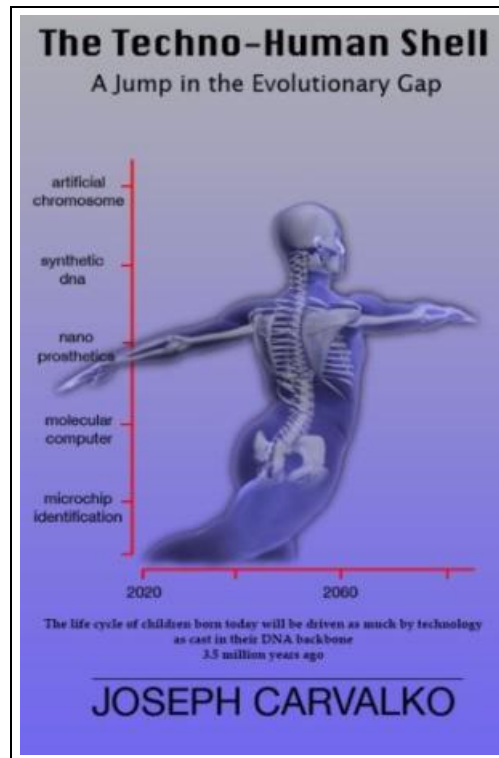 The Techno-Human Shell
A Jump in the Evolutionary Gap
artificial
chromosome
synthetic
dna
nano
prosthetics
molecular
computer
microchip
identification
2020
2060
The life cycle of children born today will be driven as much by technology
as cast in their DNA backbone
3.5 million years ago
JOSEPH CARVALKO